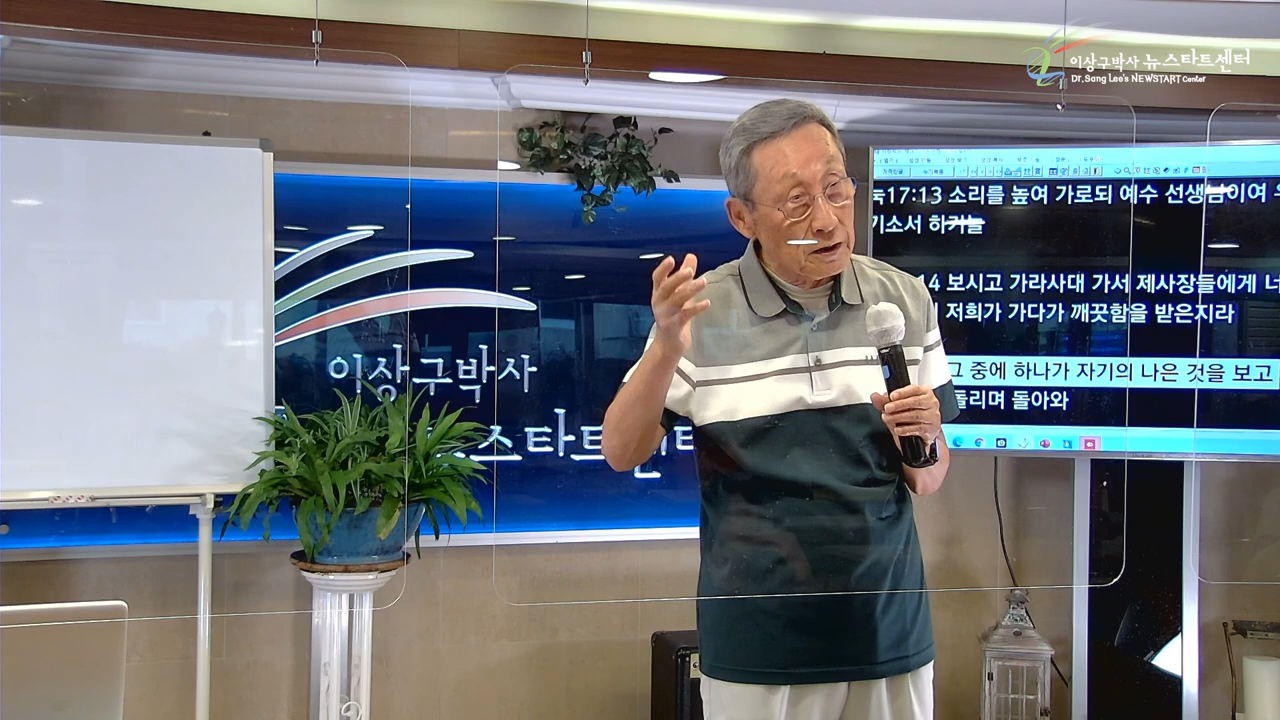 이상구박사 뉴스타트센터
Dr. Sang Lee's NEWSTART Center
눅17:13 소리를 높여 가로되 예수 선생님이여
기소서 하거늘
14 보시고 가라사대 가서 제사장들에게 너
저희가 가다가 깨끗함을 받은지라
그 중에 하나가 자기의 나은 것을 보고
돌리며 돌아와
이상구박사
스타트센터